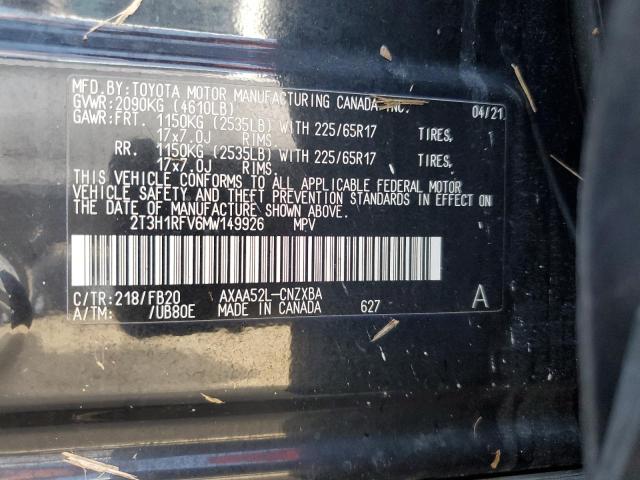 MFD.BY:TOYOTA MOTOR MANUFACTURING CANADA INC. 04/21
GVWR:2090KG (4610LB)
GAWR:FRT. 1150KG (2535LB) WITH 225/65R17 TIRES,
17x7.0J RIMS.
RR. 1150KG (2535LB) WITH 225/65R17 TIRES,
17x7.0J RIMS.
THIS VEHICLE CONFORMS TO ALL APPLICABLE FEDERAL MOTOR
VEHICLE SAFETY AND THEFT PREVENTION STANDARDS IN EFFECT
ON THE DATE OF MANUFACTURE SHOWN ABOVE.
2T3H1RFV6MW149926 MPV
C/TR:218/FB20 AXAA52L-CNZXBA A
A/TM: /UB80E MADE IN CANADA 627